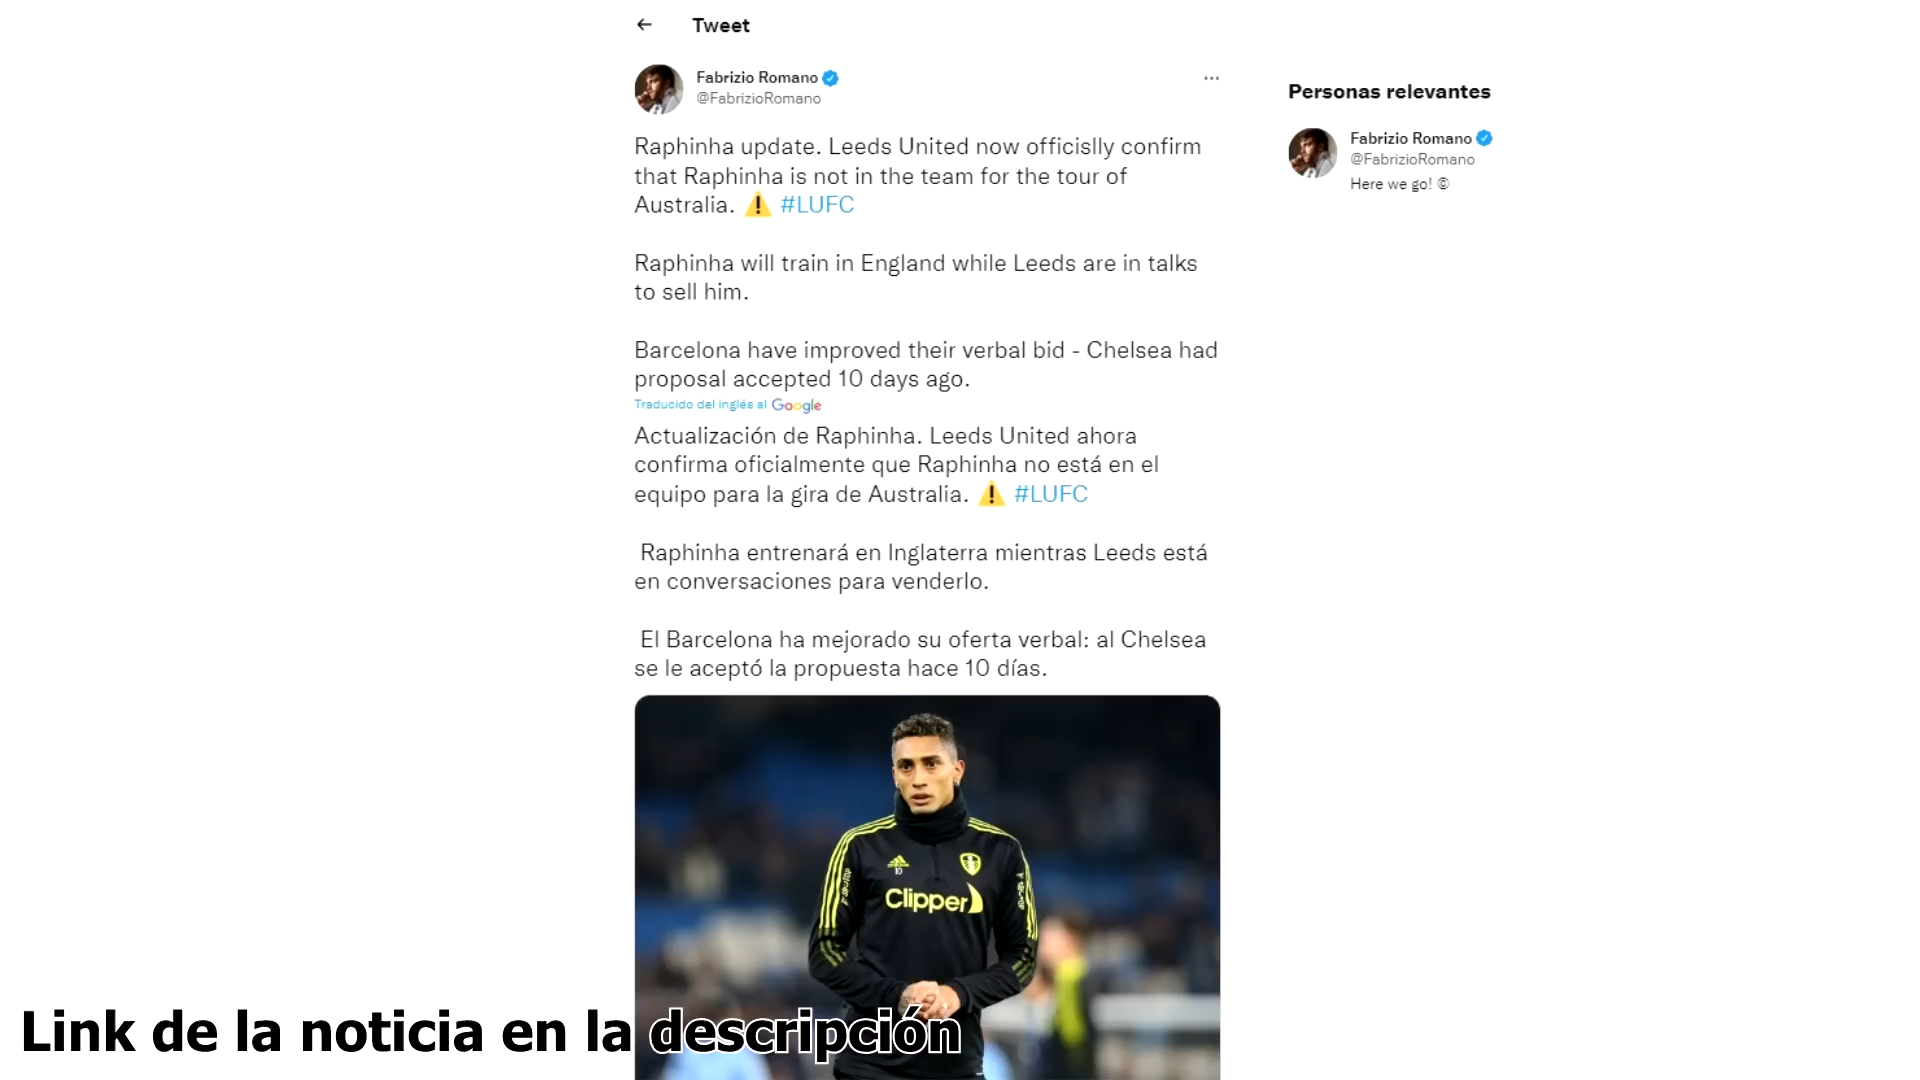 Tweet
Fabrizio Romano
@FabrizioRomano
Raphinha update. Leeds United now officislly confirm
that Raphinha is not in the team for the tour of
Australia. ⚠️ #LUFC
Raphinha will train in England while Leeds are in talks
to sell him.
Barcelona have improved their verbal bid - Chelsea had
proposal accepted 10 days ago.
Traducido del inglés al Google
Actualización de Raphinha. Leeds United ahora
confirma oficialmente que Raphinha no está en el
equipo para la gira de Australia. ⚠️ #LUFC
Raphinha entrenará en Inglaterra mientras Leeds está
en conversaciones para venderlo.
El Barcelona ha mejorado su oferta verbal: al Chelsea
se le aceptó la propuesta hace 10 días.
Personas relevantes
Fabrizio Romano
@FabrizioRomano
Here we go! ©
10
Clipper
Link de la noticia en la descripción